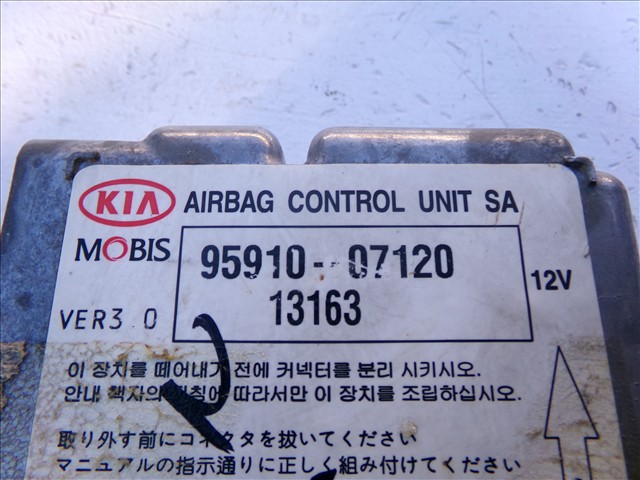 KIA AIRBAG CONTROL UNIT SA
MOBIS
95910-07120
13163
12V
VER3.0
이 장치를 떼어내기 전에 커넥터를 분리 시키시오.
안내 책자의 에 따라서만 이 장치를 조립하십시오.
取り外す前にコネクタを抜いてください
マニュアルの指示通りに正しく組み付けてください